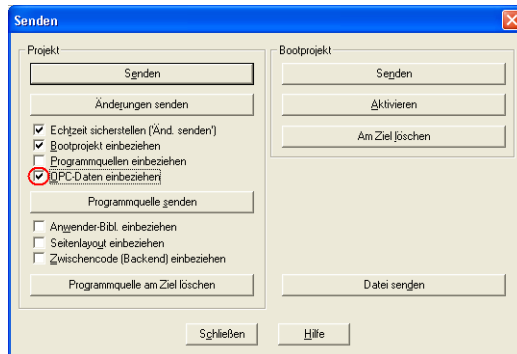 Senden
Projekt
Senden
Änderungen senden
Echtzeit sicherstellen ('Änd. senden')
Bootprojekt einbeziehen
Programmquellen einbeziehen
OPC-Daten einbeziehen
Programmquelle senden
Anwender-Bibl. einbeziehen
Seitenlayout einbeziehen
Zwischencode (Backend) einbeziehen
Programmquelle am Ziel löschen
Bootprojekt
Senden
Aktivieren
Am Ziel löschen
Datei senden
Schließen
Hilfe